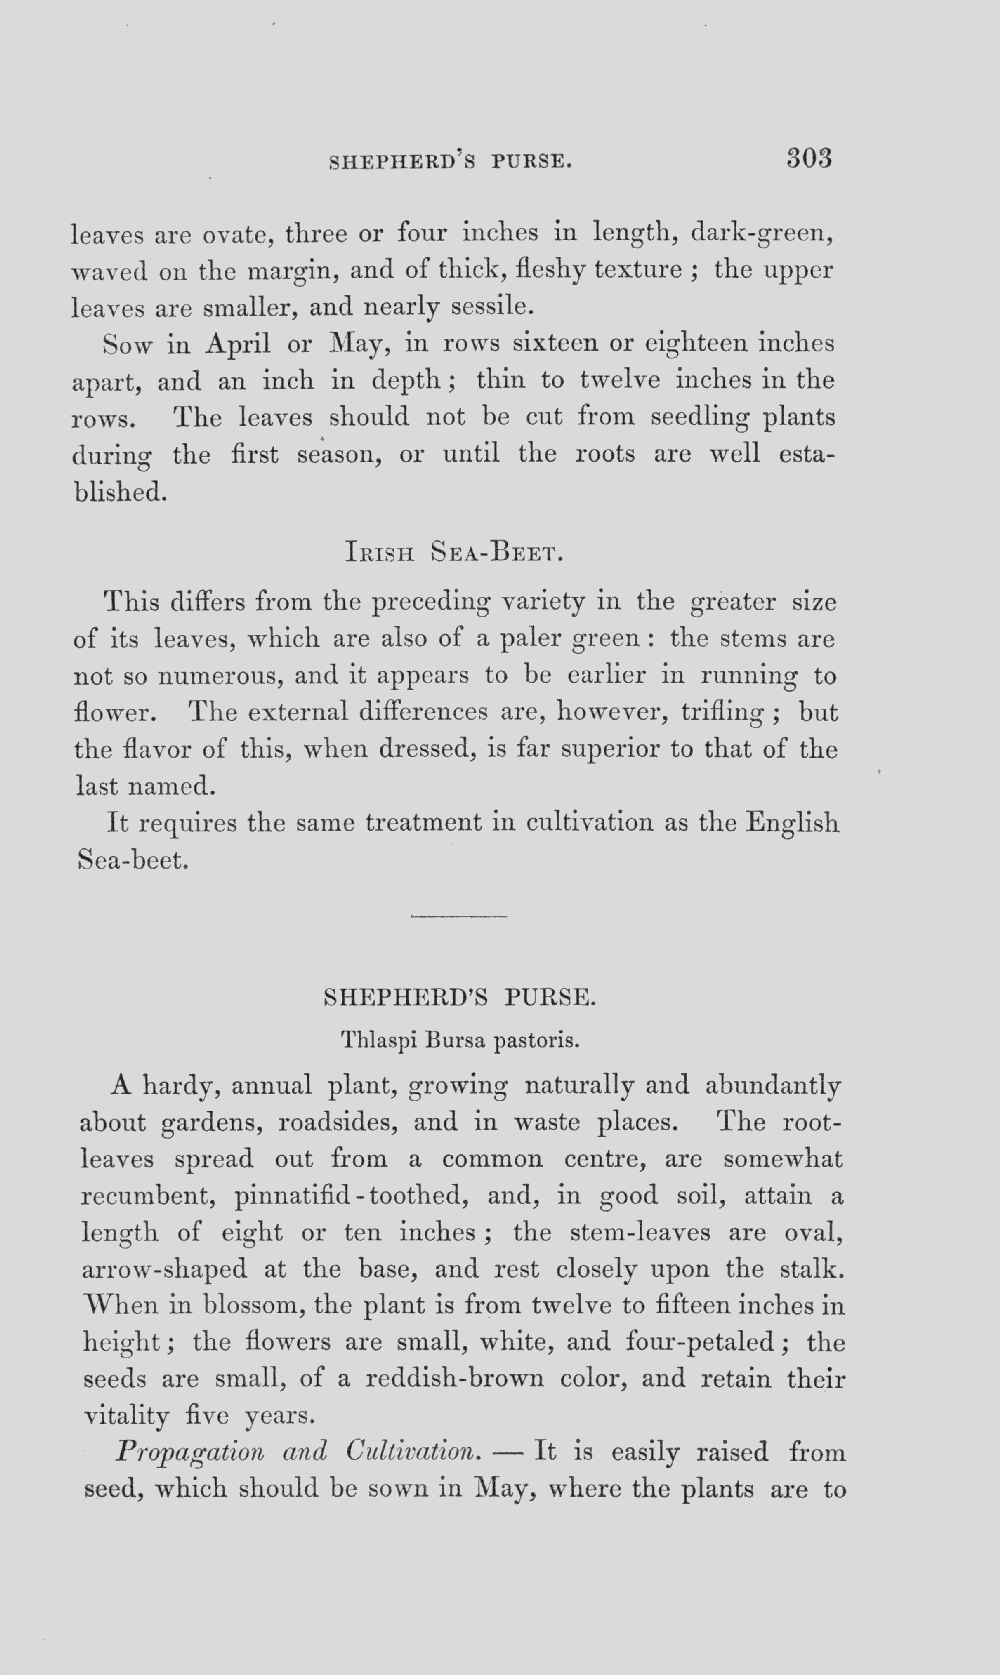 SHEPHERD'S PURSE. 303
leaves are ovate, three or four inches in length, dark-green,
waved on the margin, and of thick, fleshy texture ; the upper
leaves are smaller, and nearly sessile.
Sow in April or May, in rows sixteen or eighteen inches
apart, and an inch in depth ; thin to twelve inches in the
rows. The leaves should not be cut from seedling plants
during the first season, or until the roots are well esta-
blished.
Irish Sea-Beet.
This differs from the preceding variety in the greater size
of its leaves, which are also of a paler green : the stems are
not so numerous, and it appears to be earlier in running to
flower. The external differences are, however, trifling ; but
the flavor of this, when dressed, is far superior to that of the
last named.
It requires the same treatment in cultivation as the English
Sea-beet.
SHEPHERD'S PURSE.
Thlaspi Bursa pastoris.
A hardy, annual plant, growing naturally and abundantly
about gardens, roadsides, and in waste places. The root-
leaves spread out from a common centre, are somewhat
recumbent, pinnatifid-toothed, and, in good soil, attain a
length of eight or ten inches ; the stem-leaves are oval,
arrow-shaped at the base, and rest closely upon the stalk.
When in blossom, the plant is from twelve to fifteen inches in
height ; the flowers are small, white, and four-petaled ; the
seeds are small, of a reddish-brown color, and retain their
vitality five years.
Propagation and Cultivation. — It is easily raised from
seed, which should be sown in May, where the plants are to